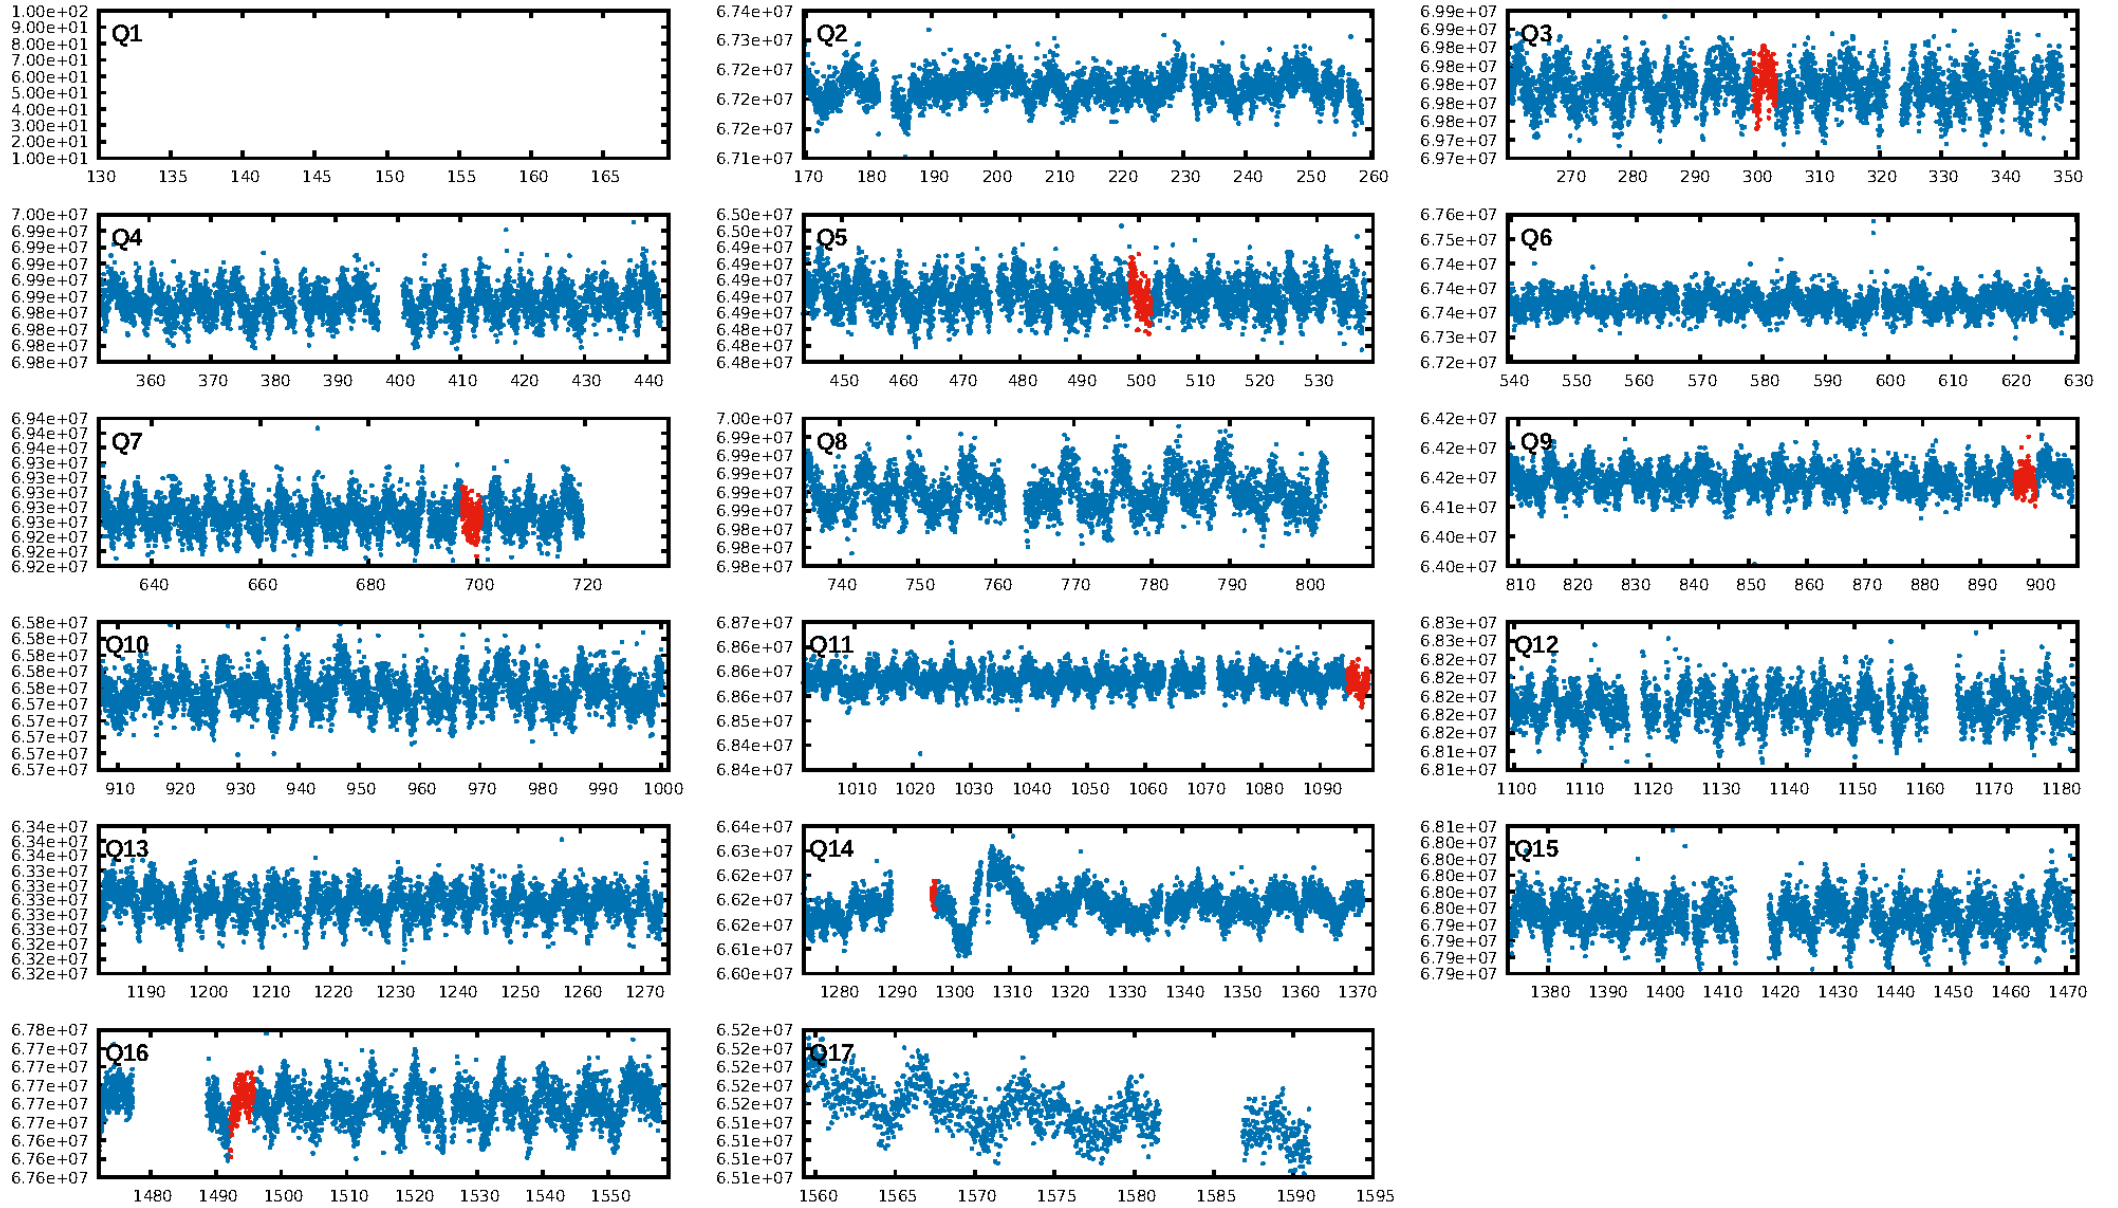 1.00e+02
9.00e+01
8.00e+01
7.00e+01
6.00e+01
5.00e+01
4.00e+01
3.00e+01
2.00e+01
1.00e+01
Q1
130 135 140 145 150 155 160 165
6.74e+07
6.73e+07
6.72e+07
6.72e+07
6.72e+07
6.71e+07
Q2
170 180 190 200 210 220 230 240 250 260
6.99e+07
6.99e+07
6.98e+07
6.98e+07
6.98e+07
6.98e+07
6.98e+07
6.97e+07
6.97e+07
Q3
270 280 290 300 310 320 330 340 350
7.00e+07
6.99e+07
6.99e+07
6.99e+07
6.99e+07
6.99e+07
6.98e+07
6.98e+07
6.98e+07
6.98e+07
Q4
360 370 380 390 400 410 420 430 440
6.50e+07
6.50e+07
6.49e+07
6.49e+07
6.49e+07
6.49e+07
6.49e+07
6.48e+07
6.48e+07
6.48e+07
Q5
450 460 470 480 490 500 510 520 530
6.76e+07
6.75e+07
6.74e+07
6.74e+07
6.73e+07
6.73e+07
6.72e+07
Q6
540 550 560 570 580 590 600 610 620 630
6.94e+07
6.94e+07
6.94e+07
6.93e+07
6.93e+07
6.93e+07
6.93e+07
6.93e+07
6.92e+07
6.92e+07
6.92e+07
Q7
640 660 680 700 720
7.00e+07
6.99e+07
6.99e+07
6.99e+07
6.99e+07
6.99e+07
6.98e+07
6.98e+07
6.98e+07
Q8
740 750 760 770 780 790 800
6.42e+07
6.42e+07
6.42e+07
6.41e+07
6.40e+07
6.40e+07
Q9
810 820 830 840 850 860 870 880 890 900
6.58e+07
6.58e+07
6.58e+07
6.58e+07
6.58e+07
6.57e+07
6.57e+07
6.57e+07
6.57e+07
6.57e+07
Q10
910 920 930 940 950 960 970 980 990 1000
6.87e+07
6.86e+07
6.86e+07
6.86e+07
6.85e+07
6.84e+07
6.84e+07
Q11
1010 1020 1030 1040 1050 1060 1070 1080 1090
6.83e+07
6.83e+07
6.82e+07
6.82e+07
6.82e+07
6.82e+07
6.82e+07
6.81e+07
6.81e+07
Q12
1100 1110 1120 1130 1140 1150 1160 1170 1180
6.34e+07
6.34e+07
6.34e+07
6.33e+07
6.33e+07
6.33e+07
6.33e+07
6.33e+07
6.32e+07
6.32e+07
6.32e+07
Q13
1190 1200 1210 1220 1230 1240 1250 1260 1270
6.64e+07
6.63e+07
6.62e+07
6.62e+07
6.62e+07
6.61e+07
6.60e+07
Q14
1280 1290 1300 1310 1320 1330 1340 1350 1360 1370
6.81e+07
6.80e+07
6.80e+07
6.80e+07
6.80e+07
6.80e+07
6.79e+07
6.79e+07
6.79e+07
6.79e+07
Q15
1380 1390 1400 1410 1420 1430 1440 1450 1460 1470
6.78e+07
6.77e+07
6.77e+07
6.77e+07
6.77e+07
6.77e+07
6.76e+07
6.76e+07
6.76e+07
Q16
1480 1490 1500 1510 1520 1530 1540 1550
6.52e+07
6.52e+07
6.52e+07
6.52e+07
6.52e+07
6.51e+07
6.51e+07
6.51e+07
6.51e+07
Q17
1560 1565 1570 1575 1580 1585 1590 1595